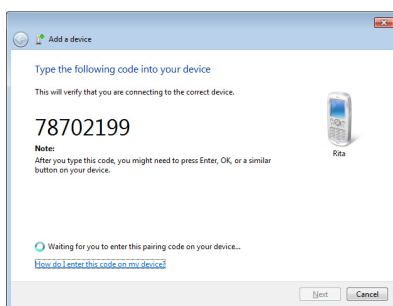 Add a device
Type the following code into your device
This will verify that you are connecting to the correct device.
78702199
Note:
After you type this code, you might need to press Enter, OK, or a similar
button on your device.
Rita
Waiting for you to enter this pairing code on your device...
How do I enter this code on my device?
Next
Cancel